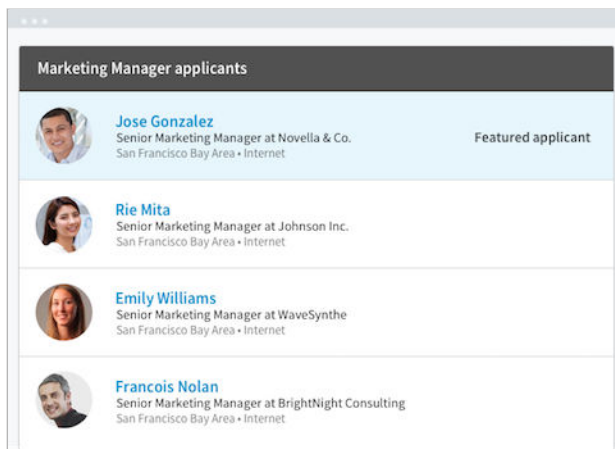 Marketing Manager applicants
Jose Gonzalez
Senior Marketing Manager at Novella & Co.
Featured applicant
San Francisco Bay Area • Internet
Rie Mita
Senior Marketing Manager at Johnson Inc.
San Francisco Bay Area • Internet
Emily Williams
Senior Marketing Manager at WaveSynthe
San Francisco Bay Area • Internet
Francois Nolan
Senior Marketing Manager at BrightNight Consulting
San Francisco Bay Area • Internet